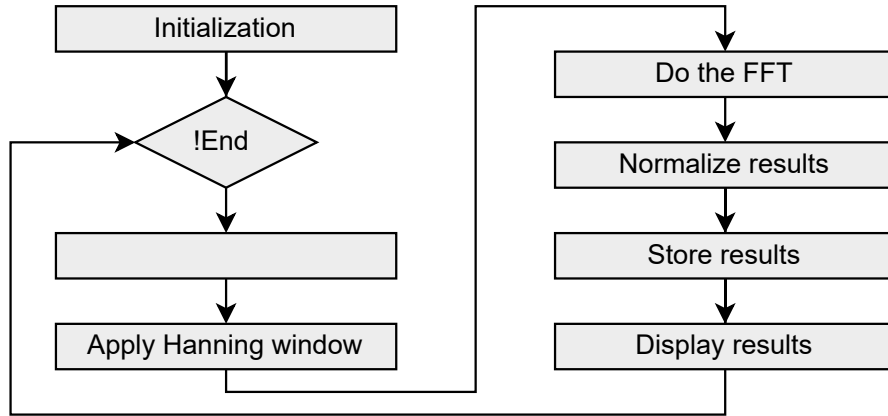 Initialization
!End
Apply Hanning window
Do the FFT
Normalize results
Store results
Display results